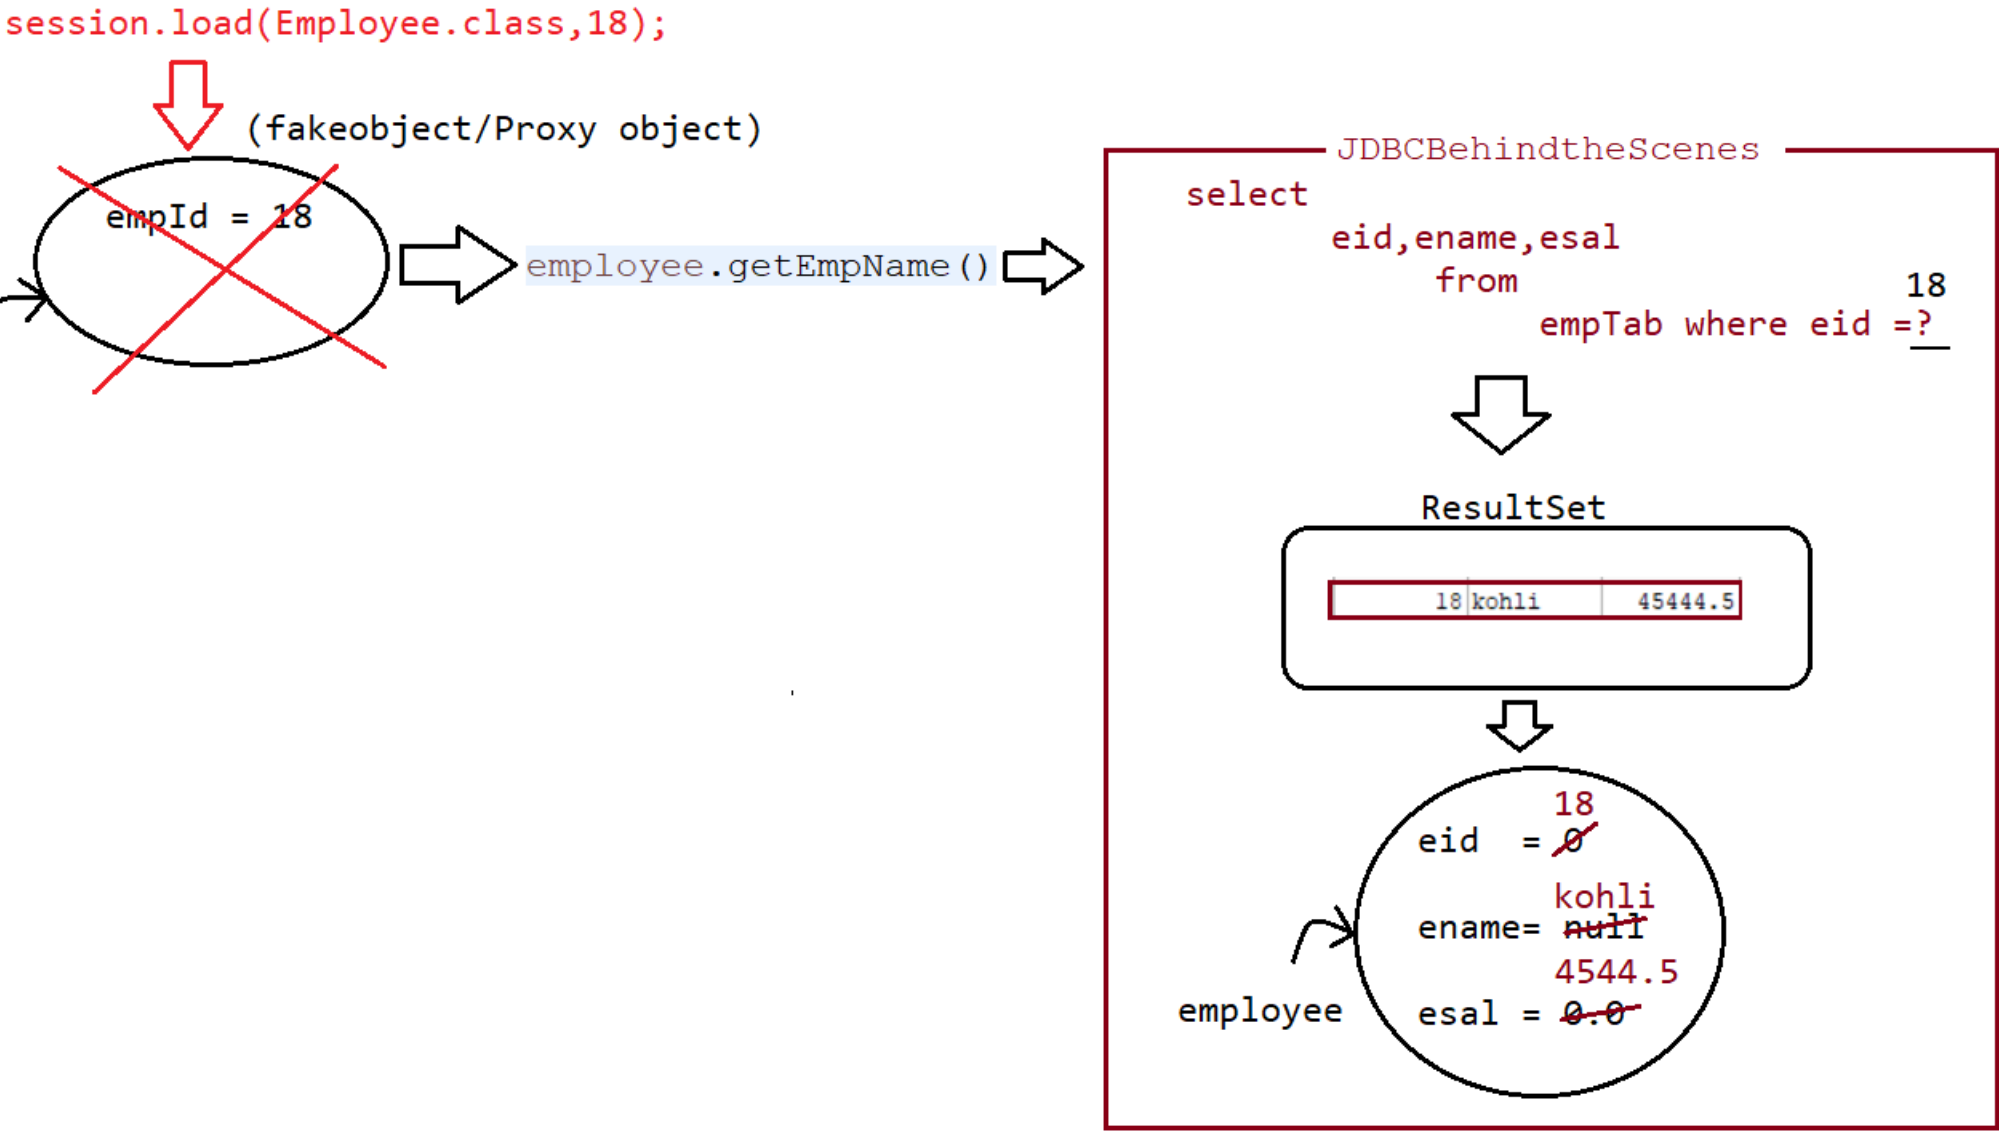 session.load(Employee.class,18);
(fakeobject/Proxy object)
empId = 18
employee.getEmpName()
JDBCBehindtheScenes
select
eid,ename,esal
from
18
empTab where eid =?
ResultSet
18 kohli 45444.5
18
eid = 0
kohli
ename= null
4544.5
esal = 0.0
employee